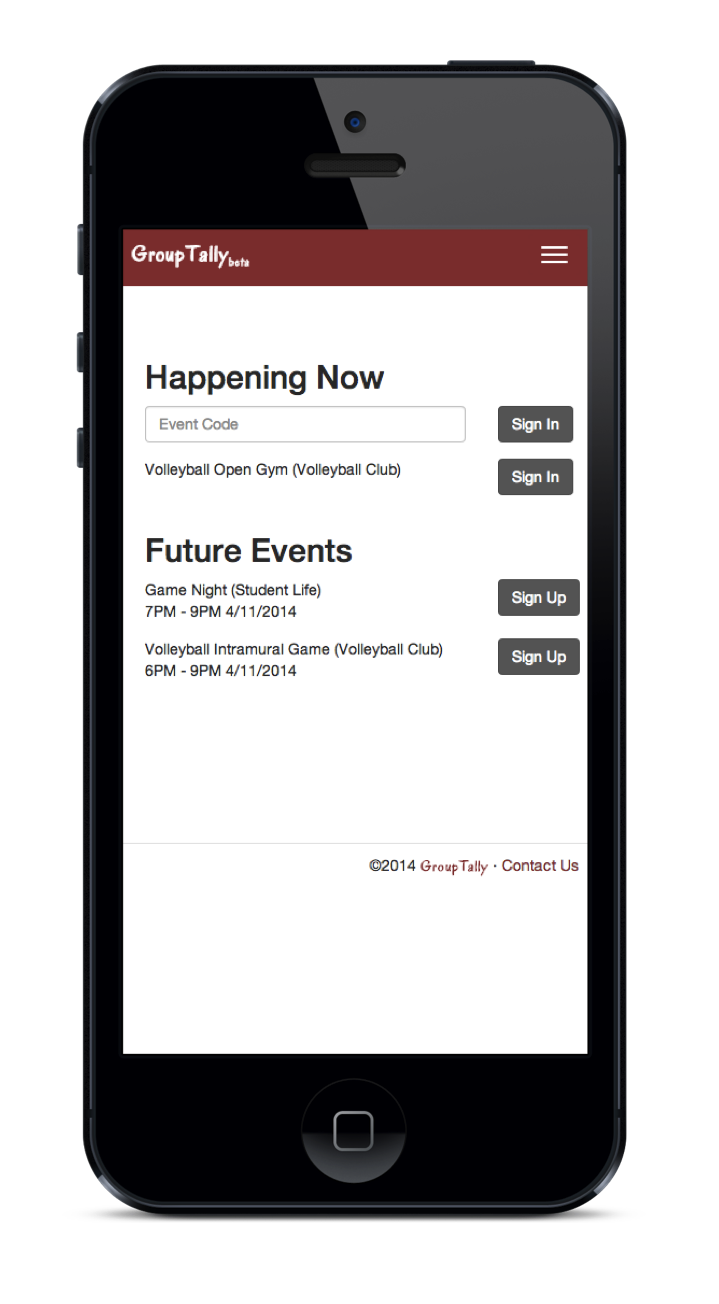 GroupTally beta
Happening Now
Event Code
Sign In
Volleyball Open Gym (Volleyball Club)
Sign In
Future Events
Game Night (Student Life)
7PM - 9PM 4/11/2014
Sign Up
Volleyball Intramural Game (Volleyball Club)
6PM - 9PM 4/11/2014
Sign Up
©2014 GroupTally · Contact Us